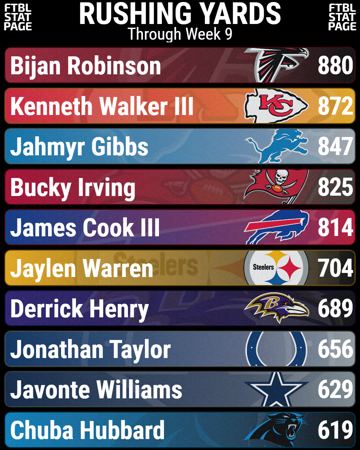 FTBL
STAT
PAGE
RUSHING YARDS
Through Week 9
FTBL
STAT
PAGE
Bijan Robinson 880
Kenneth Walker III KC 872
Jahmyr Gibbs 847
Bucky Irving 825
James Cook III 814
Steelers
Jaylen Warren Steelers 704
Derrick Henry B 689
Jonathan Taylor 656
Javonte Williams 629
Chuba Hubbard 619